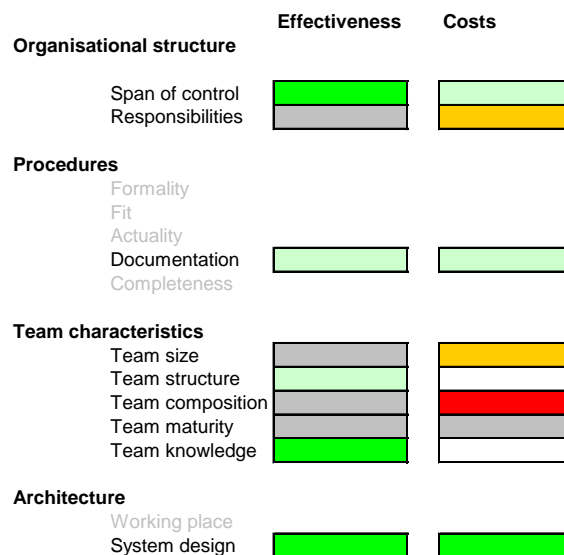 Effectiveness Costs
Organisational structure
Span of control
Responsibilities
Procedures
Formality
Fit
Actuality
Documentation
Completeness
Team characteristics
Team size
Team structure
Team composition
Team maturity
Team knowledge
Architecture
Working place
System design